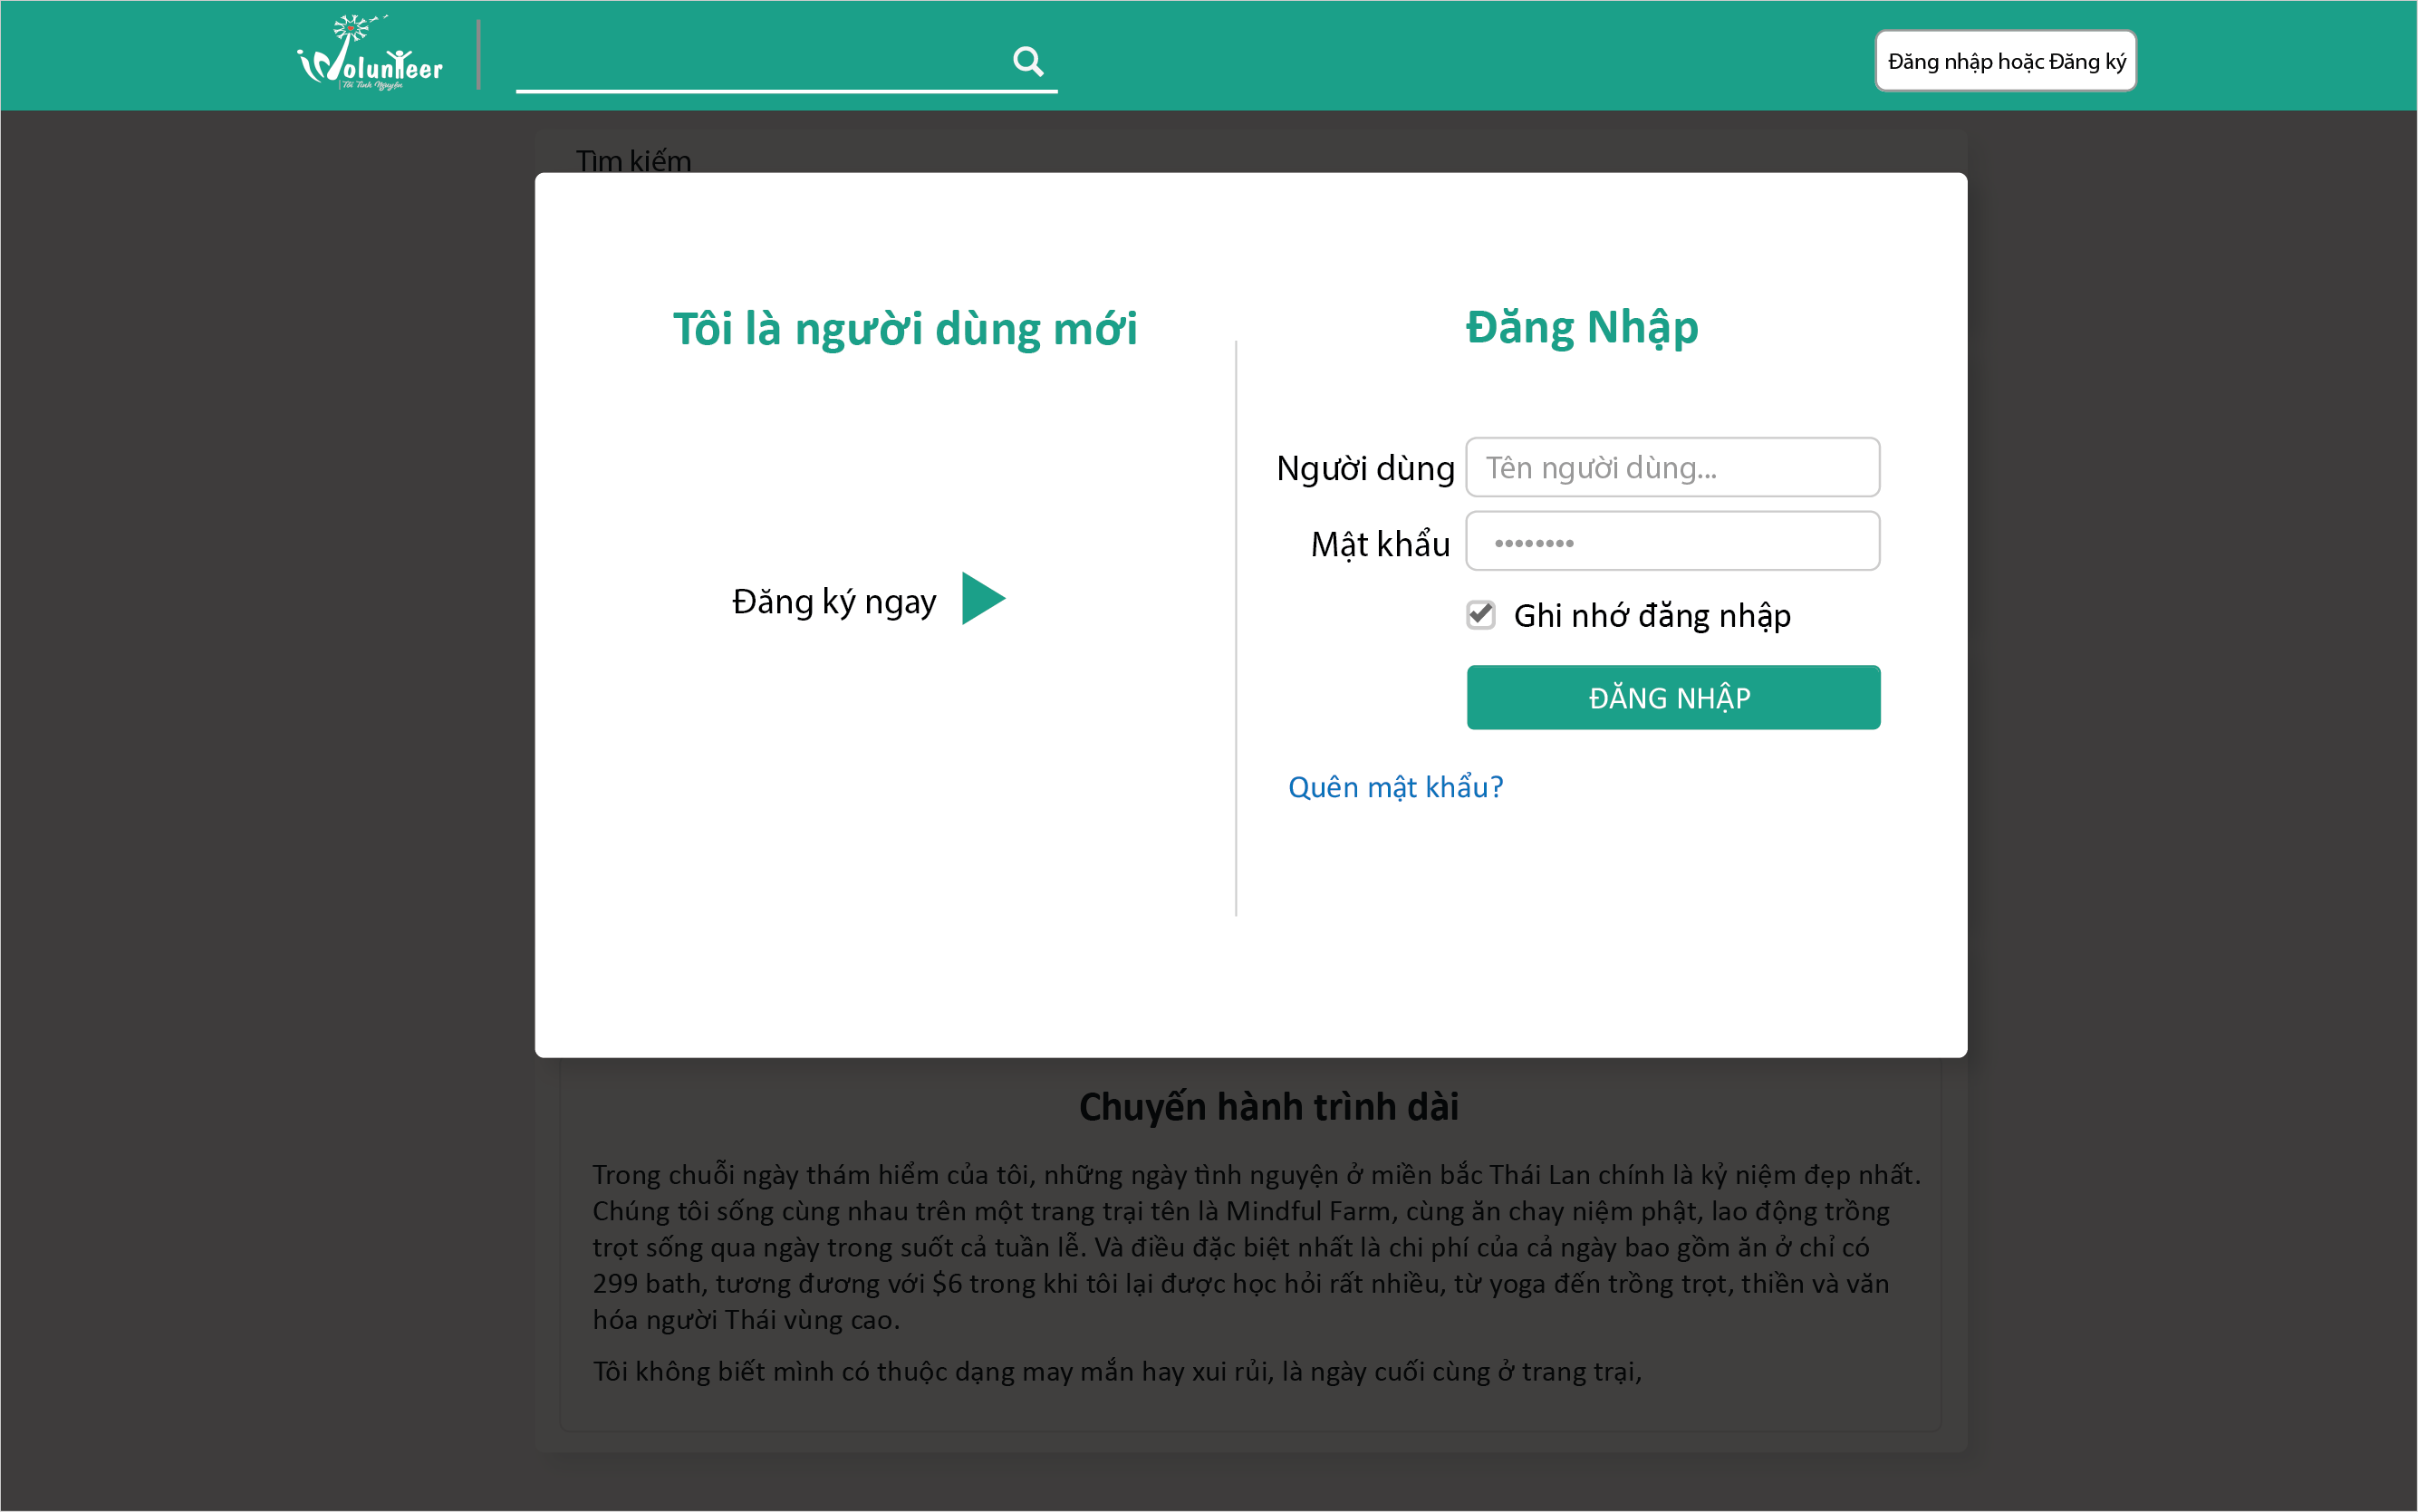 iVolunteer
Tôi Tình Nguyện
Đăng nhập hoặc Đăng ký
Tìm kiếm
Tôi là người dùng mới
Đăng ký ngay
Đăng Nhập
Người dùng
Tên người dùng...
Mật khẩu
••••••••
Ghi nhớ đăng nhập
ĐĂNG NHẬP
Quên mật khẩu?
Chuyến hành trình dài
Trong chuỗi ngày thám hiểm của tôi, những ngày tình nguyện ở miền bắc Thái Lan chính là kỷ niệm đẹp nhất.
Chúng tôi sống cùng nhau trên một trang trại tên là Mindful Farm, cùng ăn chay niệm phật, lao động trồng
trọt sống qua ngày trong suốt cả tuần lễ. Và điều đặc biệt nhất là chi phí của cả ngày bao gồm ăn ở chỉ có
299 bath, tương đương với $6 trong khi tôi lại được học hỏi rất nhiều, từ yoga đến trồng trọt, thiền và văn
hóa người Thái vùng cao.
Tôi không biết mình có thuộc dạng may mắn hay xui rủi, là ngày cuối cùng ở trang trại,